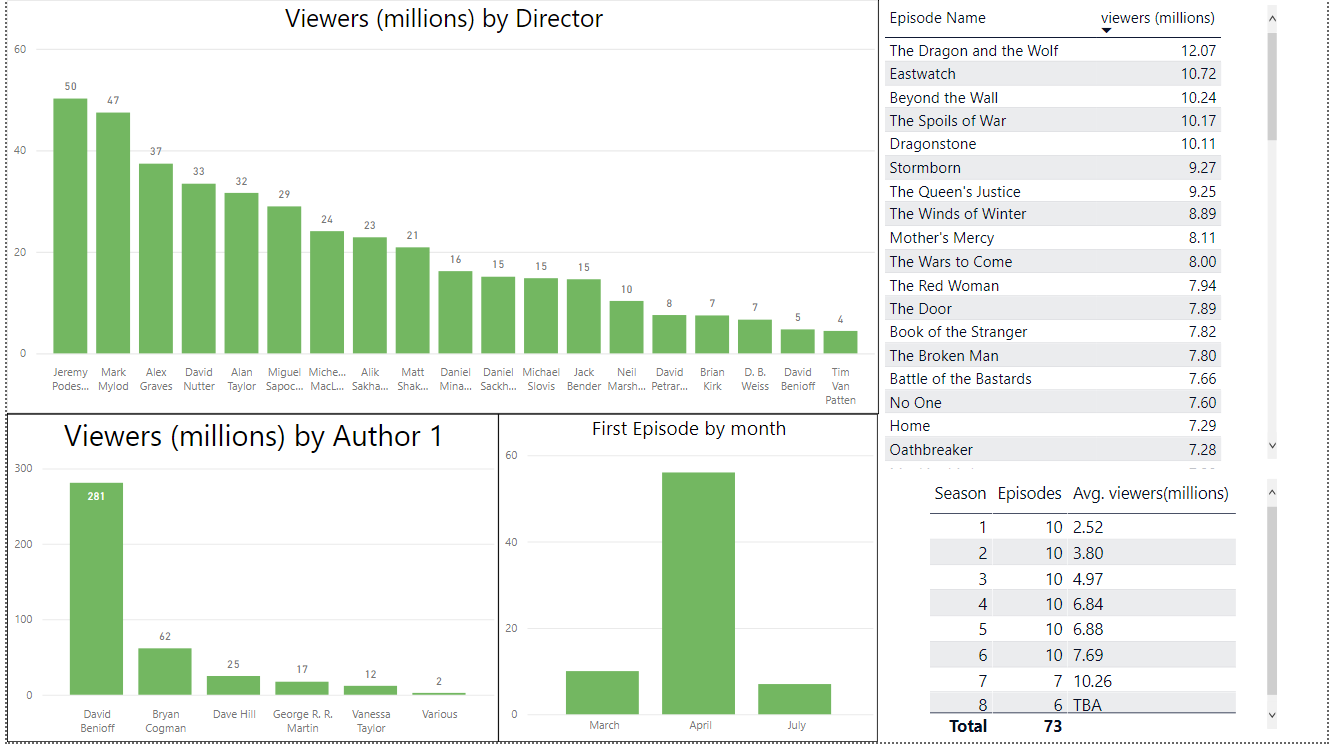 Viewers (millions) by Director
60
40
20
0
50
47
37
33
32
29
24
23
21
16
15
15
15
10
8
7
7
5
4
Jeremy Podes...
Mark Mylod
Alex Graves
David Nutter
Alan Taylor
Miguel Sapoc...
Miche... MacL...
Alik Sakha...
Matt Shak...
Daniel Mina...
Daniel Sackh...
Michael Slovis
Jack Bender
Neil Marsh...
David Petrar...
Brian Kirk
D. B. Weiss
David Benioff
Tim Van Patten
Viewers (millions) by Author 1
300
200
100
0
281
62
25
17
12
2
David Benioff
Bryan Cogman
Dave Hill
George R. R. Martin
Vanessa Taylor
Various
First Episode by month
60
40
20
0
March
April
July
Episode Name viewers (millions)
The Dragon and the Wolf 12.07
Eastwatch 10.72
Beyond the Wall 10.24
The Spoils of War 10.17
Dragonstone 10.11
Stormborn 9.27
The Queen's Justice 9.25
The Winds of Winter 8.89
Mother's Mercy 8.11
The Wars to Come 8.00
The Red Woman 7.94
The Door 7.89
Book of the Stranger 7.82
The Broken Man 7.80
Battle of the Bastards 7.66
No One 7.60
Home 7.29
Oathbreaker 7.28
Season Episodes Avg. viewers(millions)
1 10 2.52
2 10 3.80
3 10 4.97
4 10 6.84
5 10 6.88
6 10 7.69
7 7 10.26
8 6 TBA
Total 73